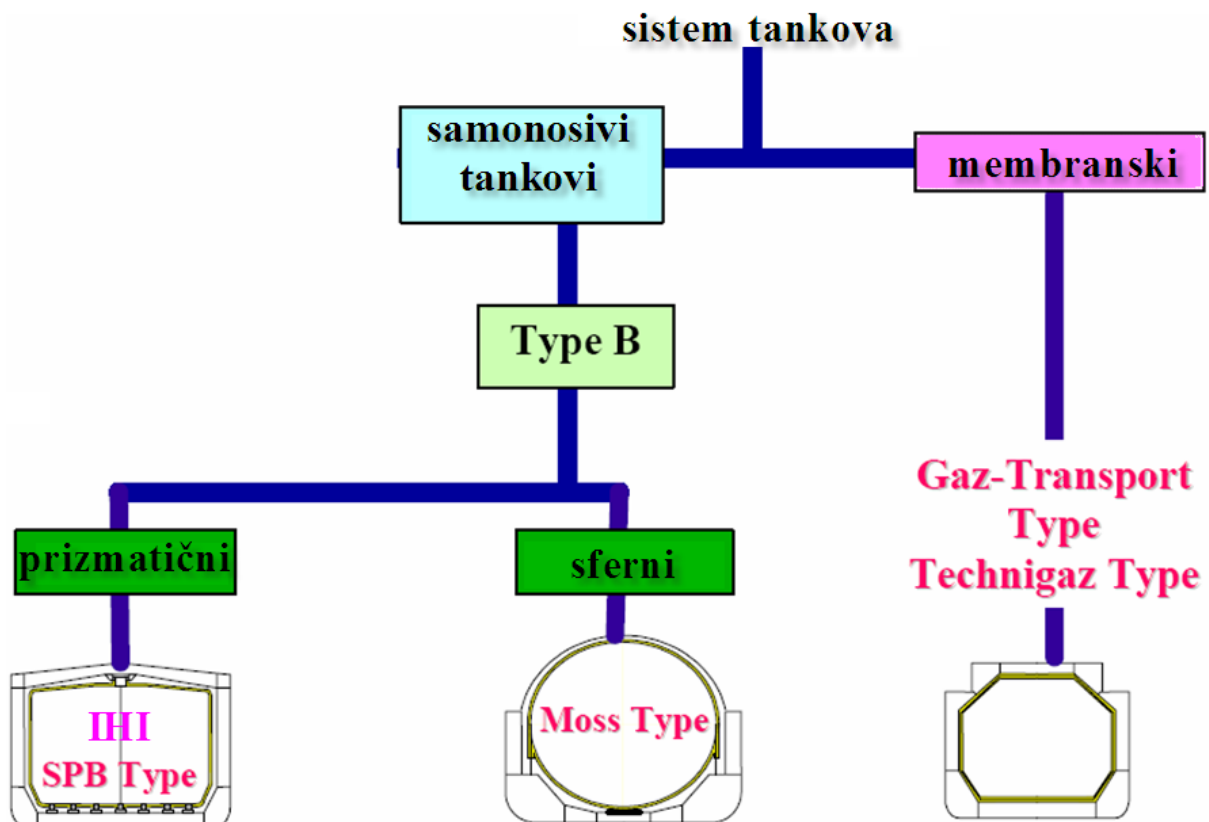 sistem tankova
samonosivi
tankovi
membranski
Type B
Gaz-Transport
Type
Technigaz Type
prizmatični
sferni
IHI
SPB Type
Moss Type